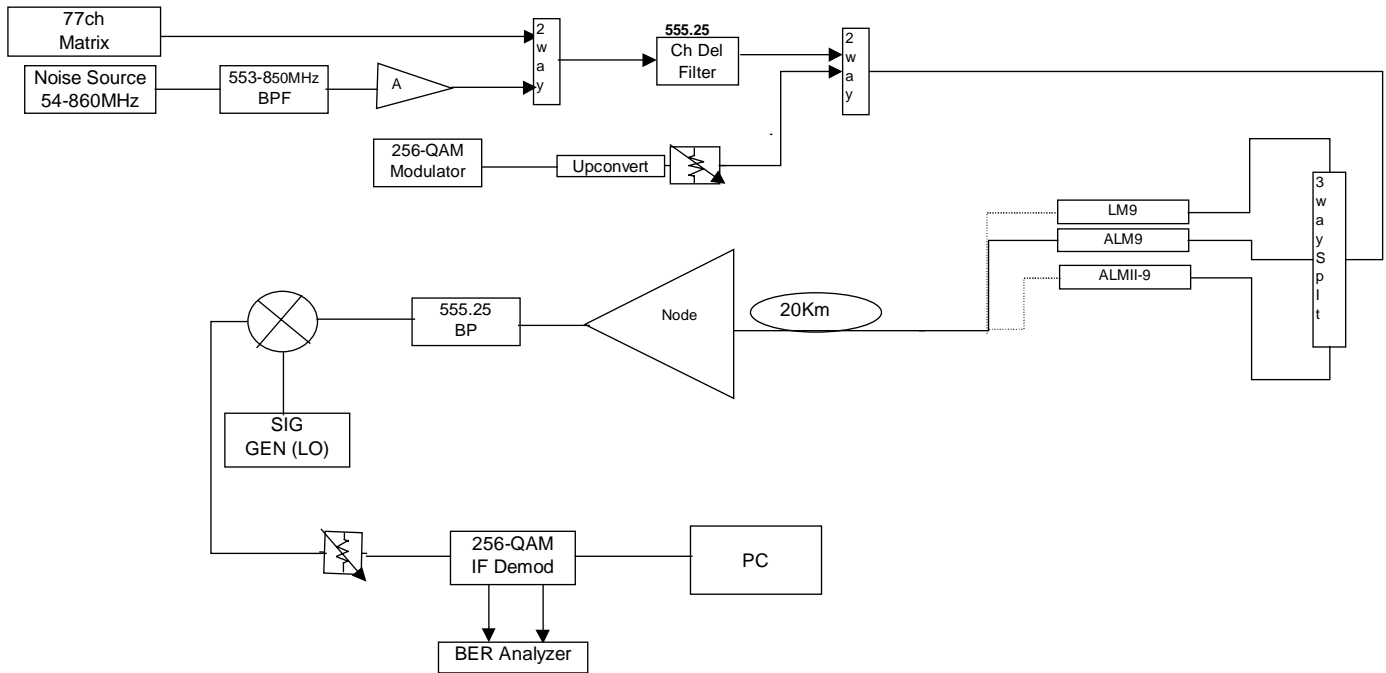 77ch
Matrix
Noise Source
54-860MHz
553-850MHz
BPF
A
2
w
a
y
555.25
Ch Del
Filter
2
w
a
y
256-QAM
Modulator
Upconvert
LM9
ALM9
ALMII-9
3
w
a
y
S
p
l
t
20Km
Node
555.25
BP
SIG
GEN (LO)
256-QAM
IF Demod
PC
BER Analyzer